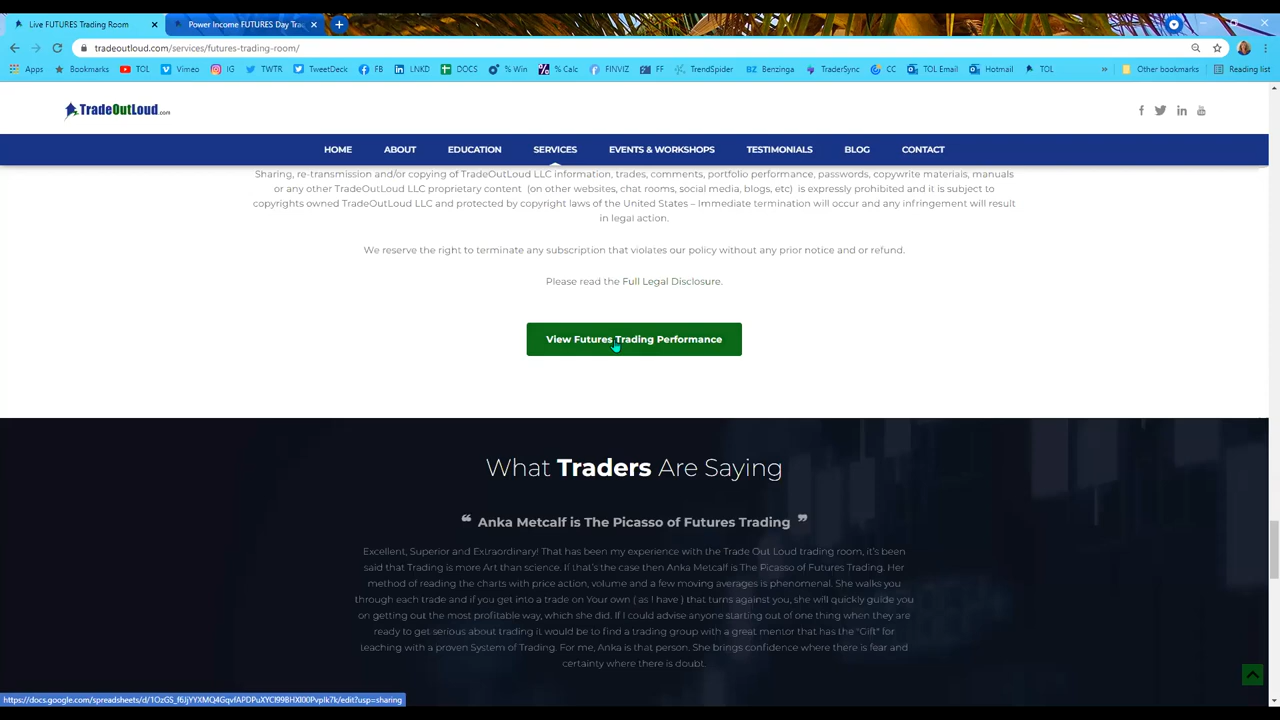 Live FUTURES Trading Room
Power Income FUTURES Day Tra
tradeoutloud.com/services/futures-trading-room/
Apps Bookmarks TOL Vimeo IG TWTR TweetDeck FB LNKD DOCS % Win % Calc FINVIZ FF TrendSpider Benzinga TraderSync CC TOL Email Hotmail TOL » Other bookmarks Reading list
TradeOutLoud.com
HOME ABOUT EDUCATION SERVICES EVENTS & WORKSHOPS TESTIMONIALS BLOG CONTACT
Sharing, re-transmission and/or copying of TradeOutLoud LLC information, trades, comments, portfolio performance, passwords, copywrite materials, manuals
or any other TradeOutLoud LLC proprietary content (on other websites, chat rooms, social media, blogs, etc) is expressly prohibited and it is subject to
copyrights owned TradeOutLoud LLC and protected by copyright laws of the United States – Immediate termination will occur and any infringement will result
in legal action.
We reserve the right to terminate any subscription that violates our policy without any prior notice and or refund.
Please read the Full Legal Disclosure.
View Futures Trading Performance
What Traders Are Saying
❝ Anka Metcalf is The Picasso of Futures Trading ❞
Excellent, Superior and Extraordinary! That has been my experience with the Trade Out Loud trading room, it's been
said that Trading is more Art than science. If that's the case then Anka Metcalf is The Picasso of Futures Trading. Her
method of reading the charts with price action, volume and a few moving averages is phenomenal. She walks you
through each trade and if you get into a trade on Your own ( as I have ) that turns against you, she will quickly guide you
on getting out the most profitable way, which she did. If I could advise anyone starting out of one thing when they are
ready to get serious about trading it would be to find a trading group with a great mentor that has the "Gift" for
teaching with a proven System of Trading. For me, Anka is that person. She brings confidence where there is fear and
certainty where there is doubt.